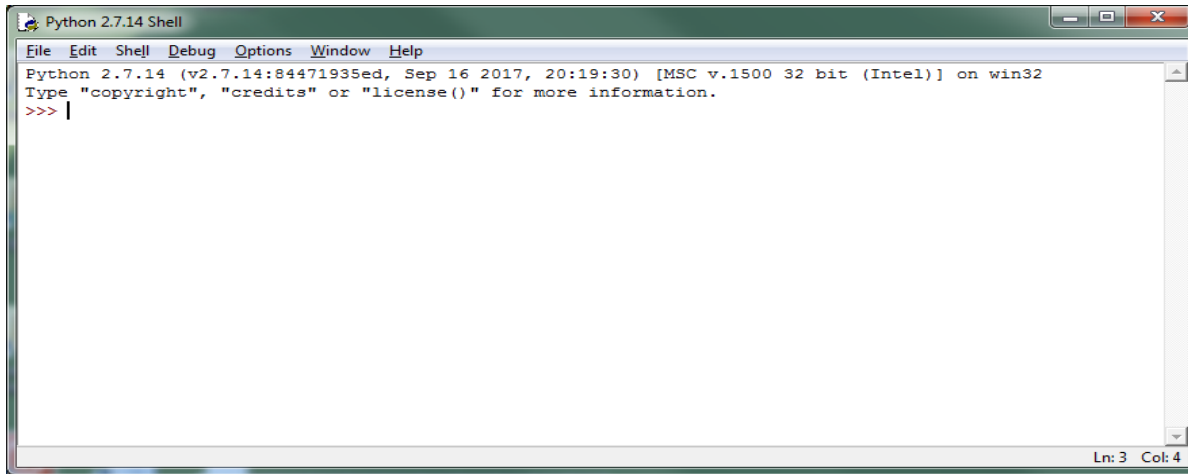 Python 2.7.14 Shell
File Edit Shell Debug Options Window Help
Python 2.7.14 (v2.7.14:84471935ed, Sep 16 2017, 20:19:30) [MSC v.1500 32 bit (Intel)] on win32
Type "copyright", "credits" or "license()" for more information.
>>>
Ln: 3 Col: 4